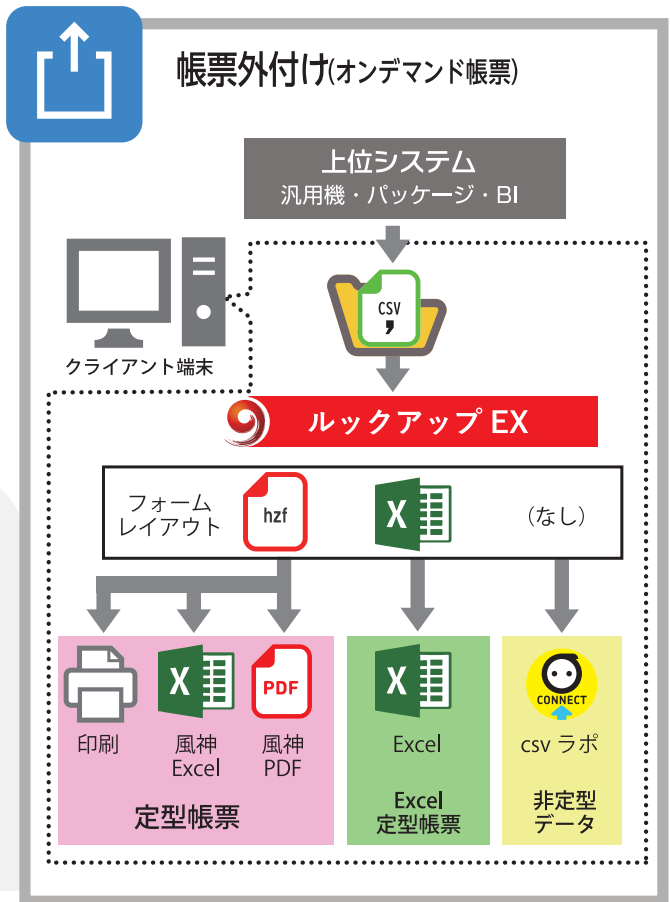 帳票外付け(オンデマンド帳票)
上位システム
汎用機・パッケージ・BI
CSV
,
クライアント端末
ルックアップ EX
フォーム
レイアウト
hzf
X
(なし)
X
PDF
X
CONNECT
印刷
風神
Excel
風神
PDF
Excel
csv ラポ
定型帳票
Excel
定型帳票
非定型
データ